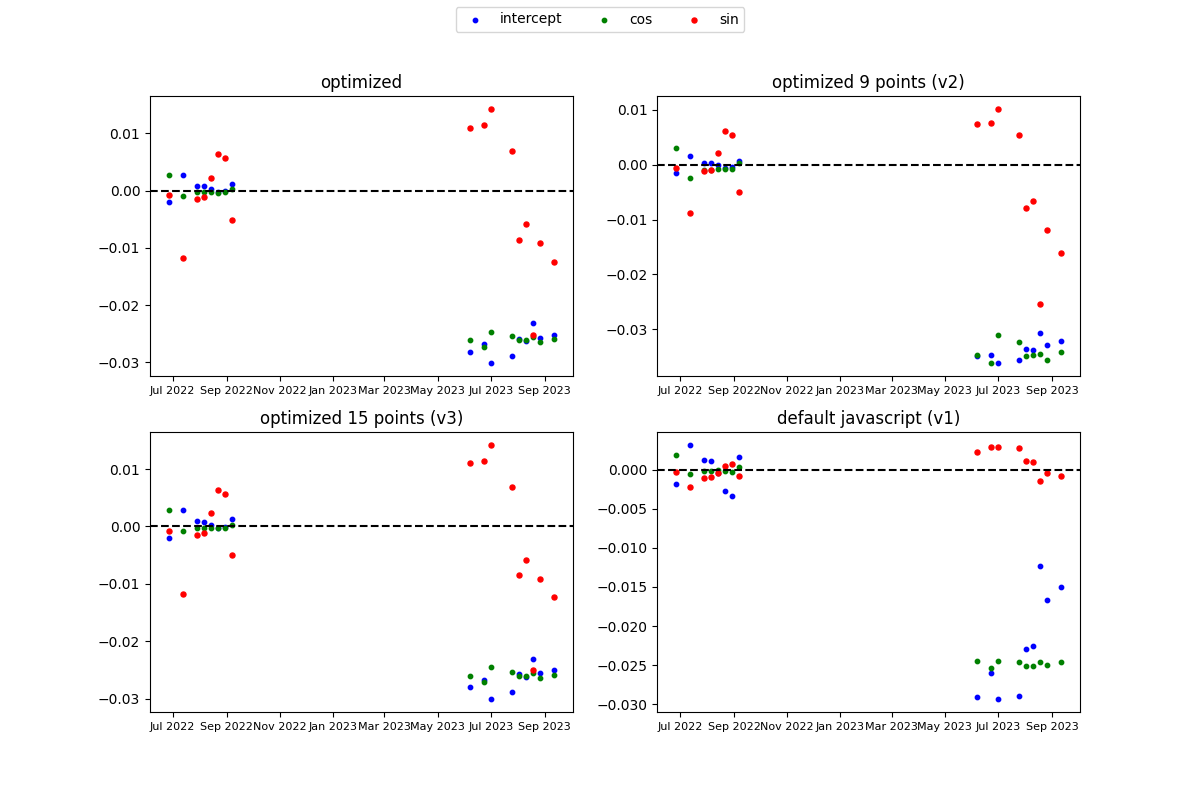 intercept cos sin
optimized
0.01
0.00
−0.01
−0.02
−0.03
Jul 2022 Sep 2022 Nov 2022 Jan 2023 Mar 2023 May 2023 Jul 2023 Sep 2023
optimized 9 points (v2)
0.01
0.00
−0.01
−0.02
−0.03
Jul 2022 Sep 2022 Nov 2022 Jan 2023 Mar 2023 May 2023 Jul 2023 Sep 2023
optimized 15 points (v3)
0.01
0.00
−0.01
−0.02
−0.03
Jul 2022 Sep 2022 Nov 2022 Jan 2023 Mar 2023 May 2023 Jul 2023 Sep 2023
default javascript (v1)
0.000
−0.005
−0.010
−0.015
−0.020
−0.025
−0.030
Jul 2022 Sep 2022 Nov 2022 Jan 2023 Mar 2023 May 2023 Jul 2023 Sep 2023